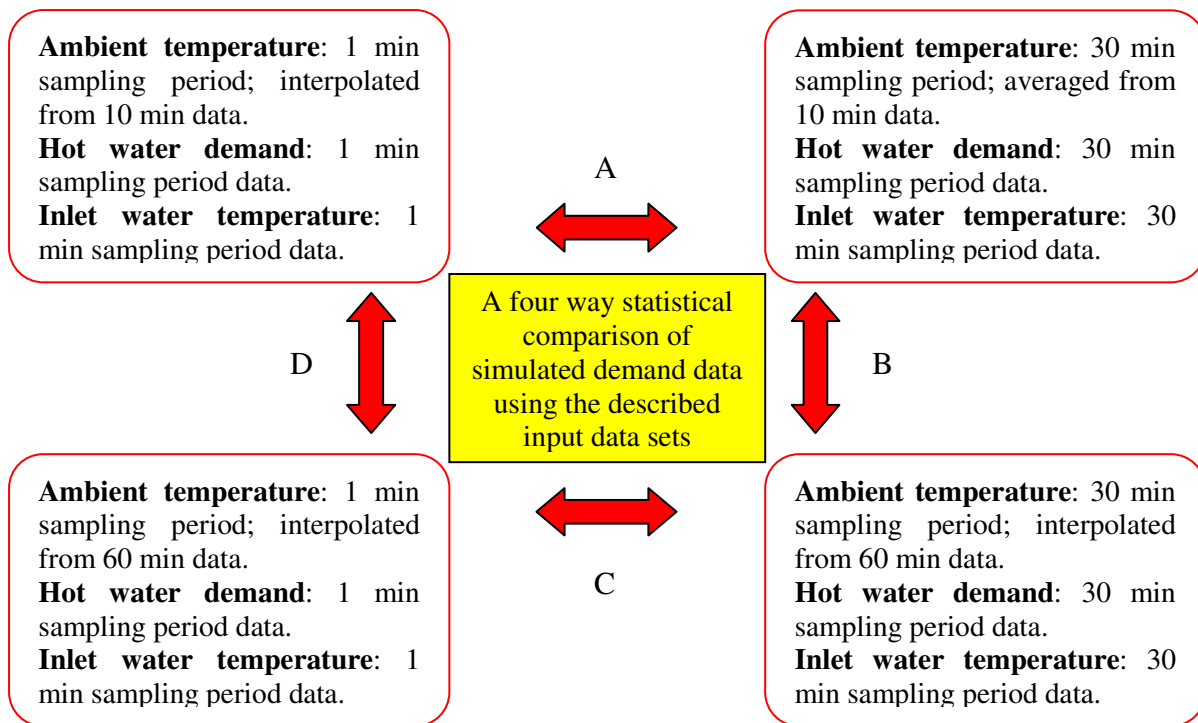 Ambient temperature: 1 min
sampling period; interpolated
from 10 min data.
Hot water demand: 1 min
sampling period data.
Inlet water temperature: 1
min sampling period data.
A
Ambient temperature: 30 min
sampling period; averaged from
10 min data.
Hot water demand: 30 min
sampling period data.
Inlet water temperature: 30
min sampling period data.
D
A four way statistical
comparison of
simulated demand data
using the described
input data sets
B
Ambient temperature: 1 min
sampling period; interpolated
from 60 min data.
Hot water demand: 1 min
sampling period data.
Inlet water temperature: 1
min sampling period data.
C
Ambient temperature: 30 min
sampling period; interpolated
from 60 min data.
Hot water demand: 30 min
sampling period data.
Inlet water temperature: 30
min sampling period data.